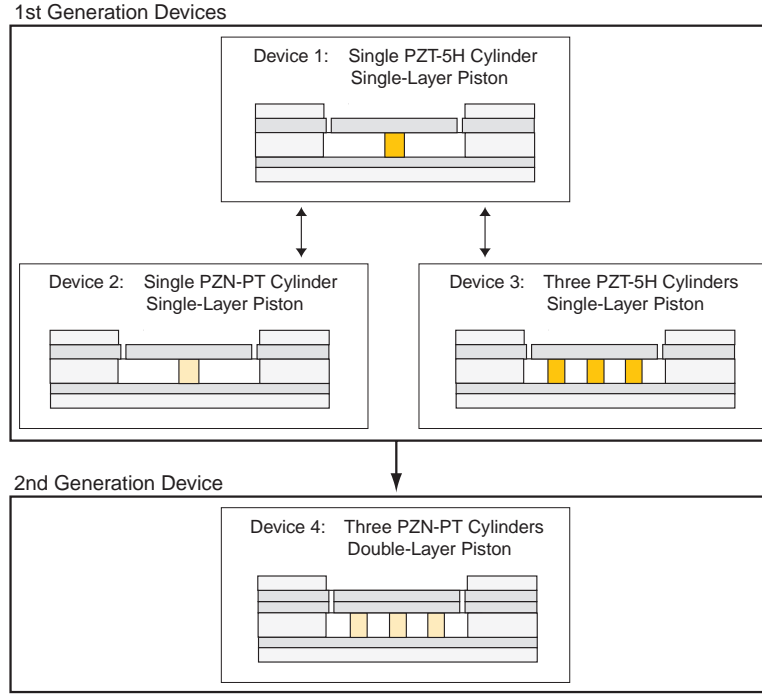 1st Generation Devices
Device 1: Single PZT-5H Cylinder
Single-Layer Piston
Device 2: Single PZN-PT Cylinder
Single-Layer Piston
Device 3: Three PZT-5H Cylinders
Single-Layer Piston
2nd Generation Device
Device 4: Three PZN-PT Cylinders
Double-Layer Piston